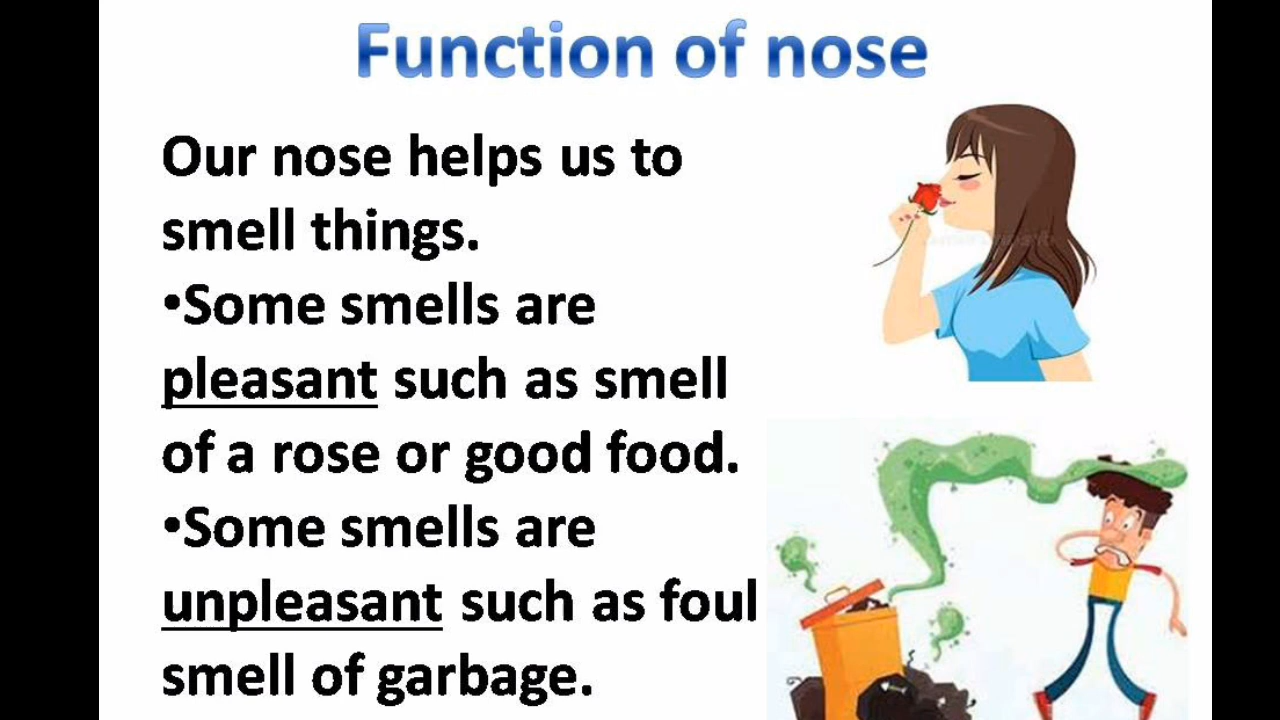 Function of nose
Our nose helps us to
smell things.
•Some smells are
pleasant such as smell
of a rose or good food.
•Some smells are
unpleasant such as foul
smell of garbage.